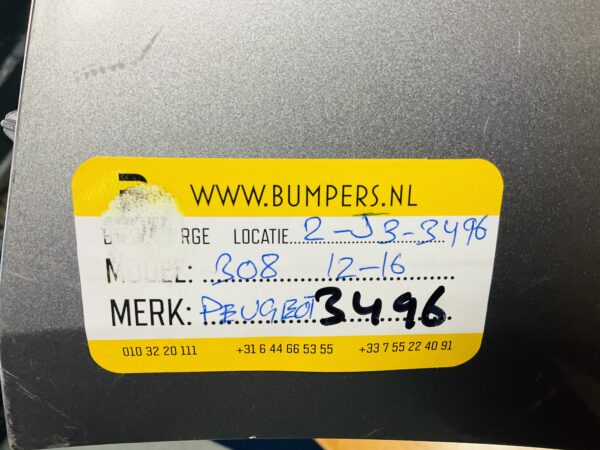 WWW.BUMPERS.NL
LOCATIE 2-J3-3496
MODEL: 308 12-16
MERK: PEUGEOT 3496
010 32 20 111 +31 6 44 66 53 55 +33 7 55 22 40 91